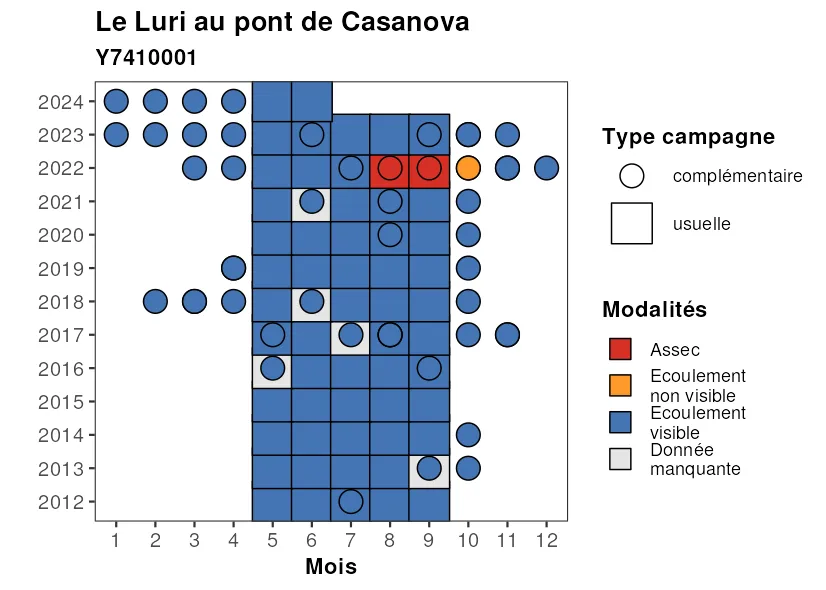 Le Luri au pont de Casanova
Y7410001
2024
2023
2022
2021
2020
2019
2018
2017
2016
2015
2014
2013
2012
1 2 3 4 5 6 7 8 9 10 11 12
Mois
Type campagne
complémentaire
usuelle
Modalités
Assec
Ecoulement
non visible
Ecoulement
visible
Donnée
manquante